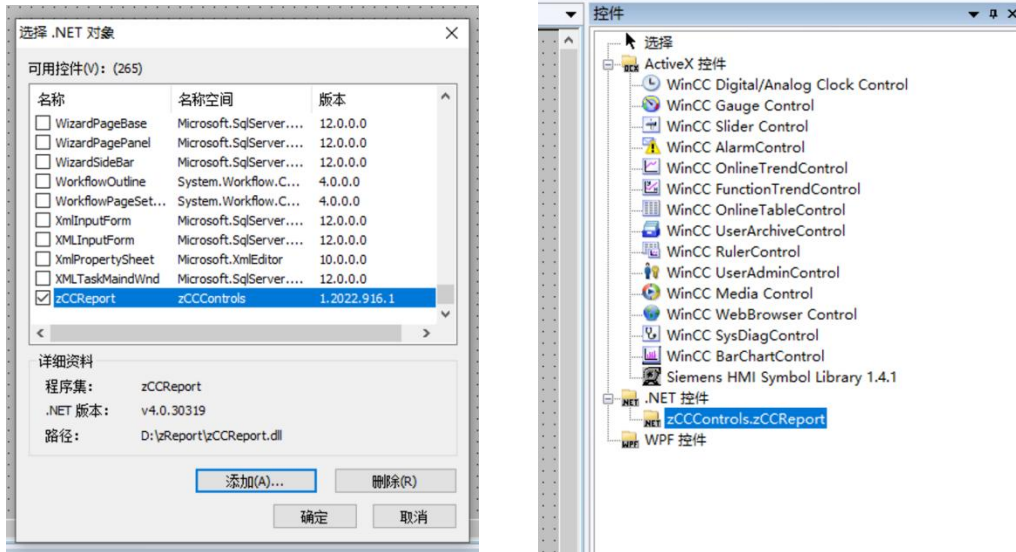 选择 .NET 对象
可用控件(V): (265)
名称 名称空间 版本
WizardPageBase Microsoft.SqlServer.... 12.0.0.0
WizardPagePanel Microsoft.SqlServer.... 12.0.0.0
WizardSideBar Microsoft.SqlServer.... 12.0.0.0
WorkflowOutline System.Workflow.C... 4.0.0.0
WorkflowPageSet... System.Workflow.C... 4.0.0.0
XmlInputForm Microsoft.SqlServer.... 12.0.0.0
XMLInputForm Microsoft.SqlServer.... 12.0.0.0
XmlPropertySheet Microsoft.XmlEditor 10.0.0.0
XMLTaskMaindWnd Microsoft.SqlServer.... 12.0.0.0
zCCReport zCCControls 1.2022.916.1
详细资料
程序集: zCCReport
.NET 版本: v4.0.30319
路径: D:\zReport\zCCReport.dll
添加(A)... 删除(R)
确定 取消
控件
选择
ActiveX 控件
WinCC Digital/Analog Clock Control
WinCC Gauge Control
WinCC Slider Control
WinCC AlarmControl
WinCC OnlineTrendControl
WinCC FunctionTrendControl
WinCC OnlineTableControl
WinCC UserArchiveControl
WinCC RulerControl
WinCC UserAdminControl
WinCC Media Control
WinCC WebBrowser Control
WinCC SysDiagControl
WinCC BarChartControl
Siemens HMI Symbol Library 1.4.1
.NET 控件
zCCControls.zCCReport
WPF 控件